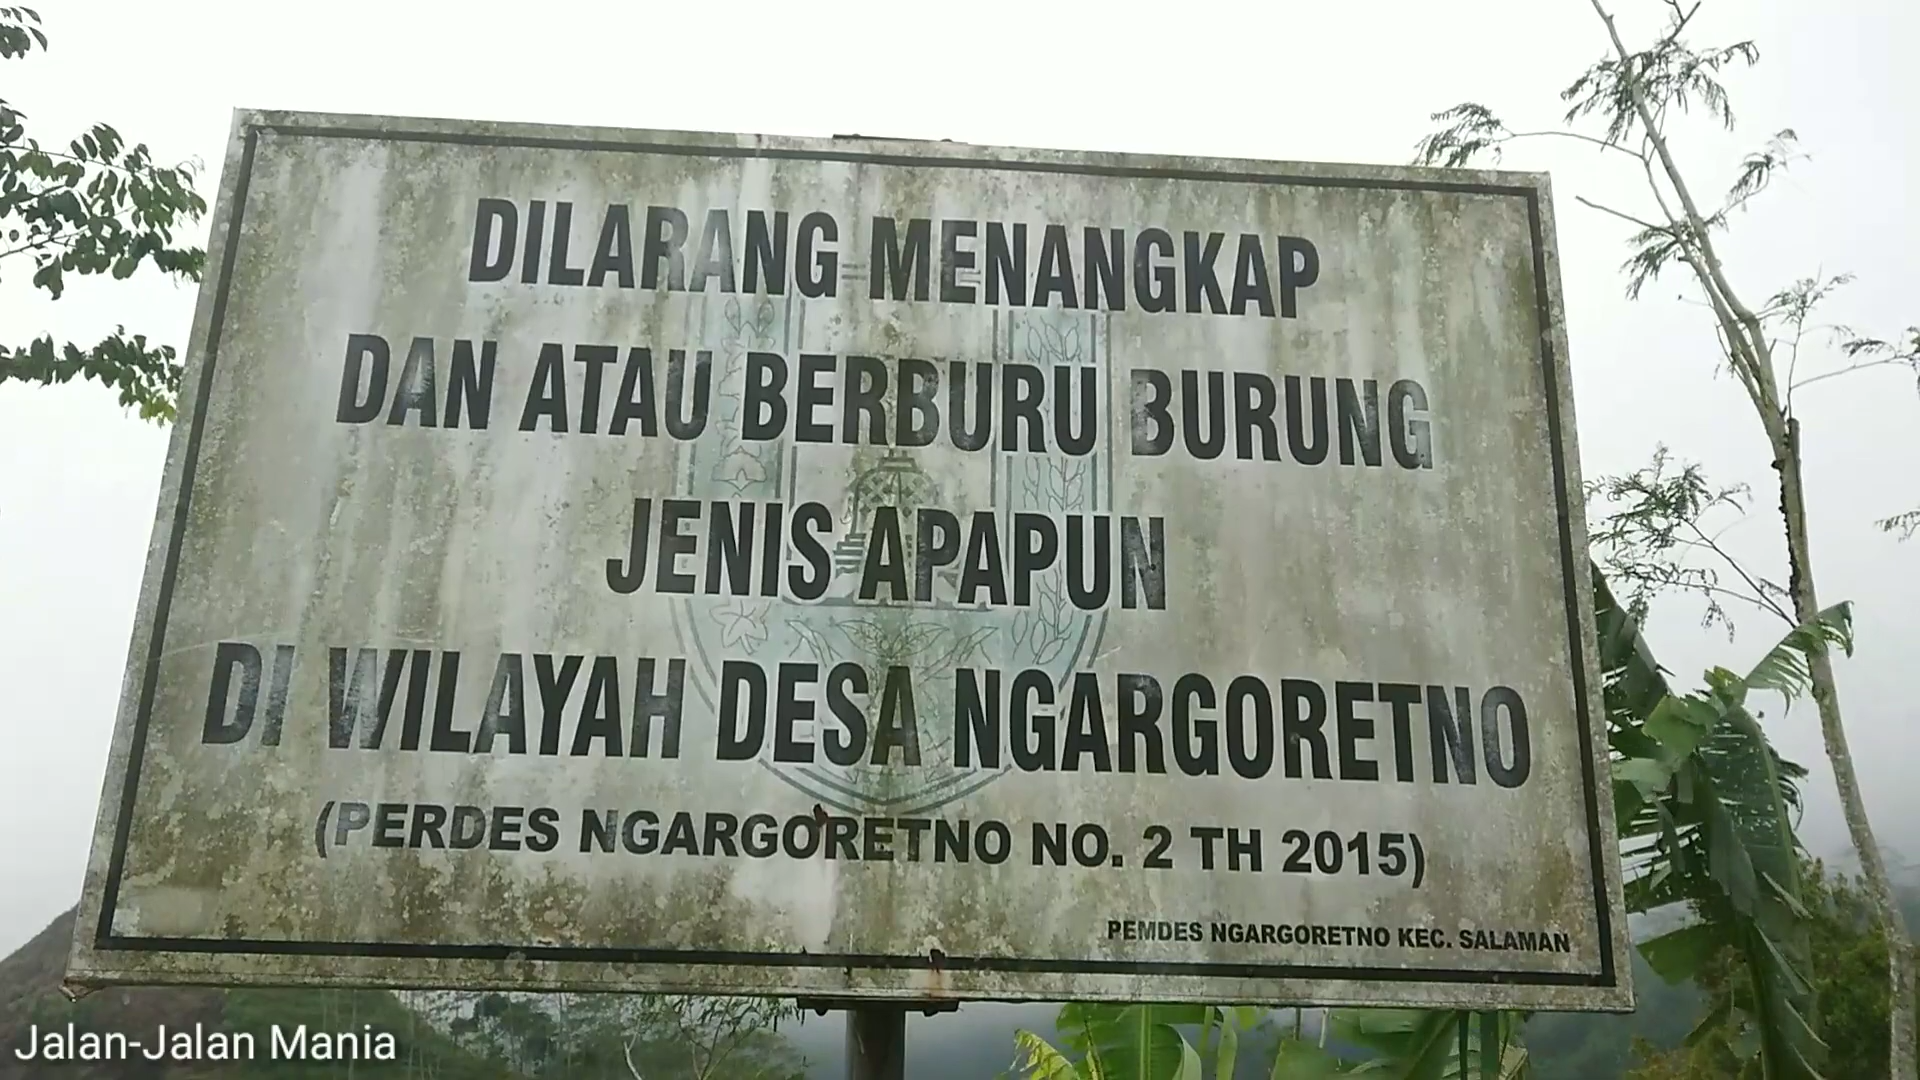 DILARANG MENANGKAP
DAN ATAU BERBURU BURUNG
JENIS APAPUN
DI WILAYAH DESA NGARGORETNO
(PERDES NGARGORETNO NO. 2 TH 2015)
PEMDES NGARGORETNO KEC. SALAMAN
Jalan-Jalan Mania